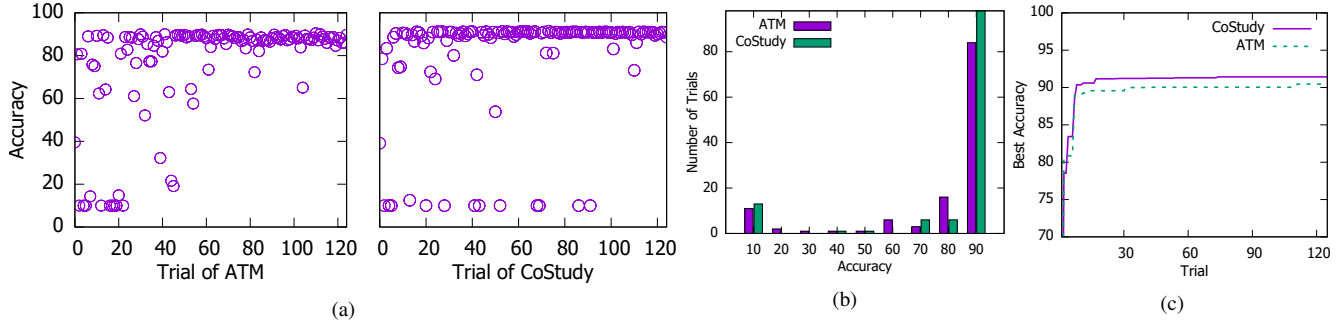 Accuracy
100
80
60
40
20
0
0 20 40 60 80 100 120
Trial of ATM
0 20 40 60 80 100 120
Trial of CoStudy
(a)
Number of Trials
80
60
40
20
0
ATM
CoStudy
10 20 30 40 50 60 70 80 90
Accuracy
(b)
Best Accuracy
100
95
90
85
80
75
70
CoStudy
ATM
30 60 90 120
Trial
(c)